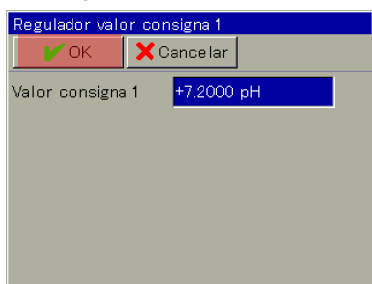 Regulador valor consigna 1
OK Cancelar
Valor consigna 1 +7.2000 pH